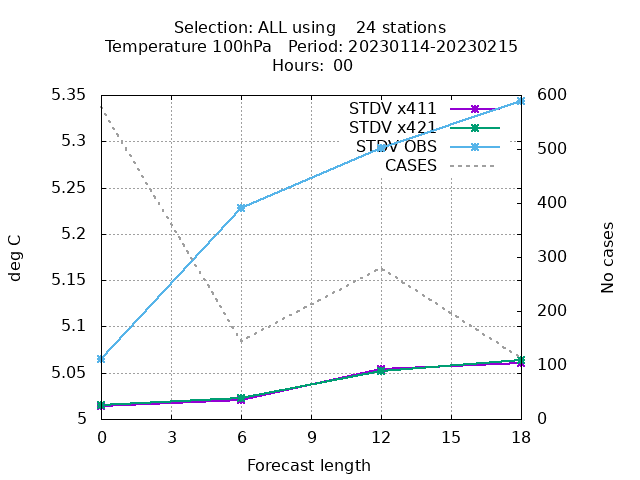 Selection: ALL using    24 stations
Temperature 100hPa   Period: 20230114-20230215
Hours:  00
STDV x411
STDV x421
STDV OBS
CASES
5.35
5.3
5.25
5.2
5.15
5.1
5.05
5
600
500
400
300
200
100
0
deg C
No cases
0 3 6 9 12 15 18
Forecast length